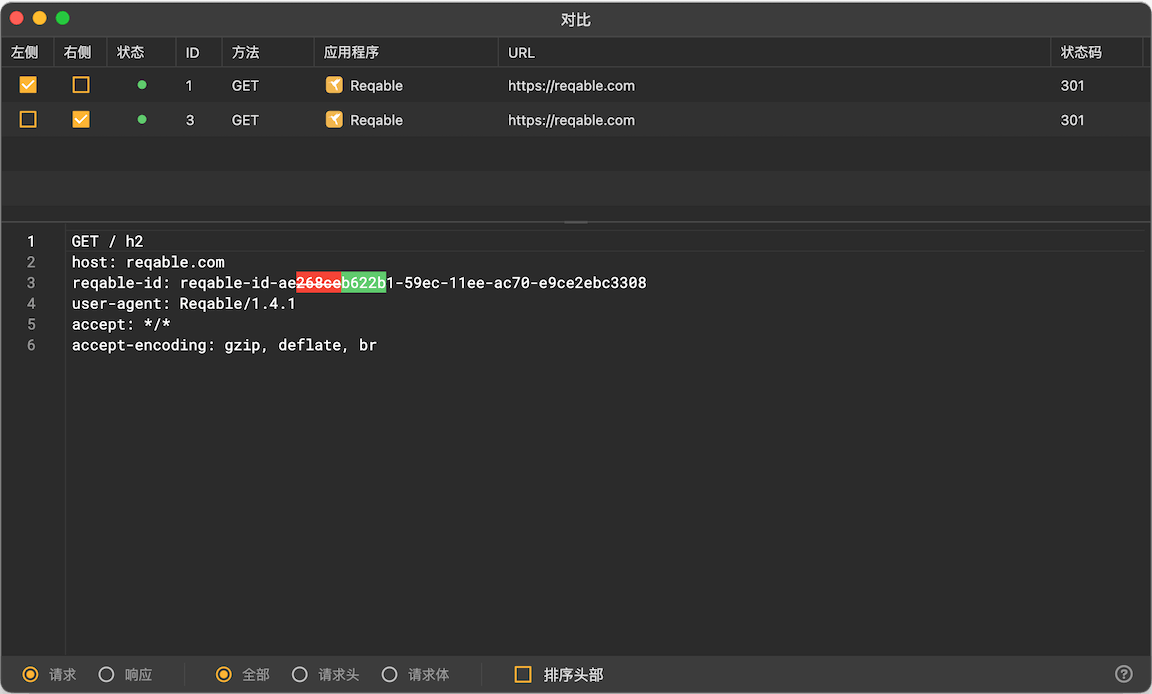 对比
左侧 右侧 状态 ID 方法 应用程序 URL 状态码
1 GET Reqable https://reqable.com 301
3 GET Reqable https://reqable.com 301
1 GET / h2
2 host: reqable.com
3 reqable-id: reqable-id-ae268ceb622b1-59ec-11ee-ac70-e9ce2ebc3308
4 user-agent: Reqable/1.4.1
5 accept: */*
6 accept-encoding: gzip, deflate, br
请求 响应 全部 请求头 请求体 排序头部 ?